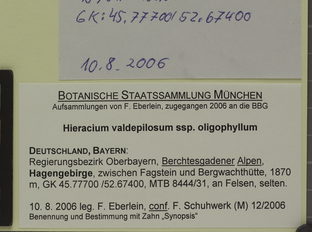 GK: 45,77700/52,67400
10.8.2006
BOTANISCHE STAATSSAMMLUNG MÜNCHEN
Aufsammlungen von F. Eberlein, zugegangen 2006 an die BBG
Hieracium valdepilosum ssp. oligophyllum
DEUTSCHLAND, BAYERN:
Regierungsbezirk Oberbayern, Berchtesgadener Alpen,
Hagengebirge, zwischen Fagstein und Bergwachthütte, 1870
m, GK 45.77700 /52.67400, MTB 8444/31, an Felsen, selten.
10. 8. 2006 leg. F. Eberlein, conf. F. Schuhwerk (M) 12/2006
Benennung und Bestimmung mit Zahn „Synopsis"